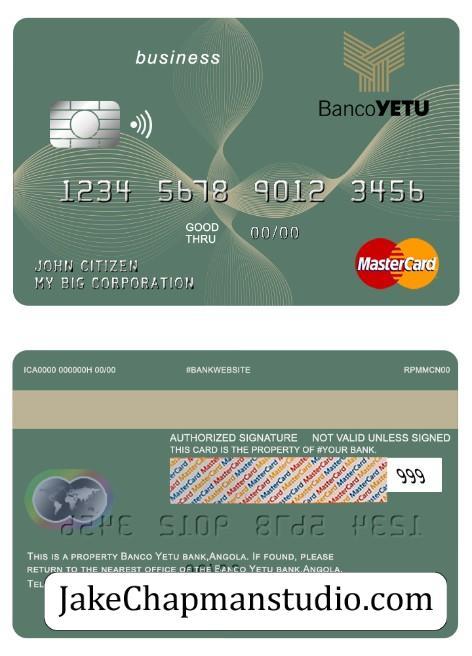 business
BancoYETU
1234 5678 9012 3456
GOOD
THRU
00/00
JOHN CITIZEN
MY BIG CORPORATION
MasterCard
ICA0000 000000H 00/00 #BANKWEBSITE RPMMCN00
AUTHORIZED SIGNATURE NOT VALID UNLESS SIGNED
THIS CARD IS THE PROPERTY OF #YOUR BANK.
999
THIS IS A PROPERTY BANCO YETU BANK,ANGOLA. IF FOUND, PLEASE
RETURN TO THE NEAREST OFFICE OF THE BANCO YETU BANK,ANGOLA.
JakeChapmanstudio.com